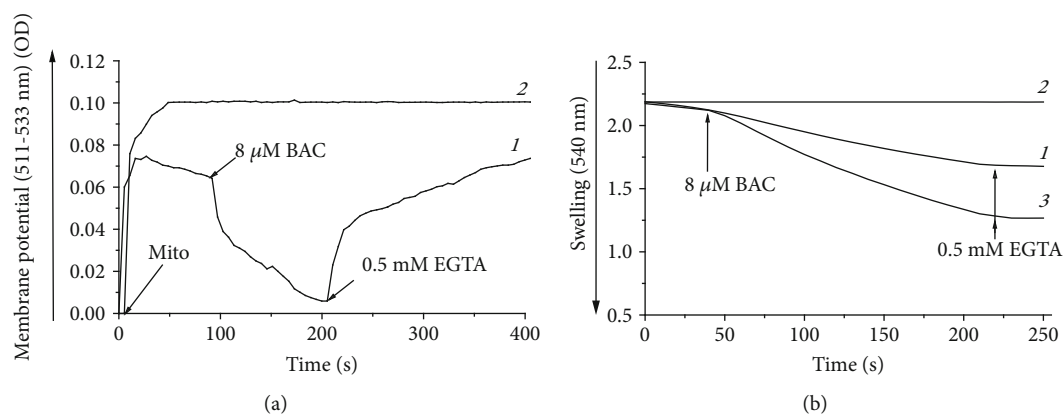 Membrane potential (511-533 nm) (OD)
0.12
0.10
0.08
0.06
0.04
0.02
0.00
2
1
8 μM BAC
Mito
0.5 mM EGTA
0
100
200
300
400
Time (s)
(a)
Swelling (540 nm)
2.5
2.0
1.5
1.0
0.5
2
1
3
8 μM BAC
0.5 mM EGTA
0
50
100
150
200
250
Time (s)
(b)